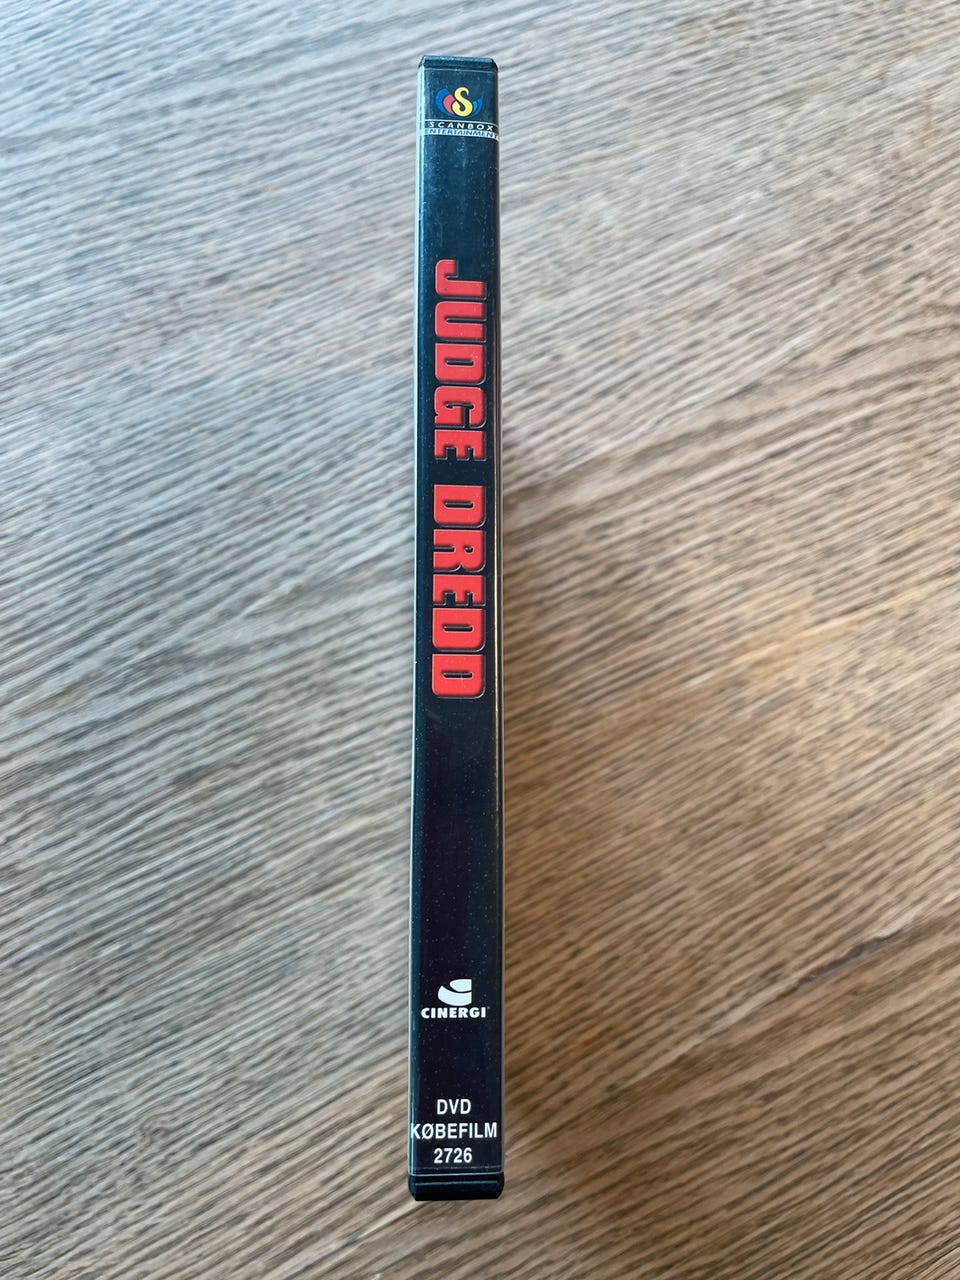 S
SCANBOX
ENTERTAINMENT
JUDGE DREDD
CINERGI
DVD
KØBEFILM
2726